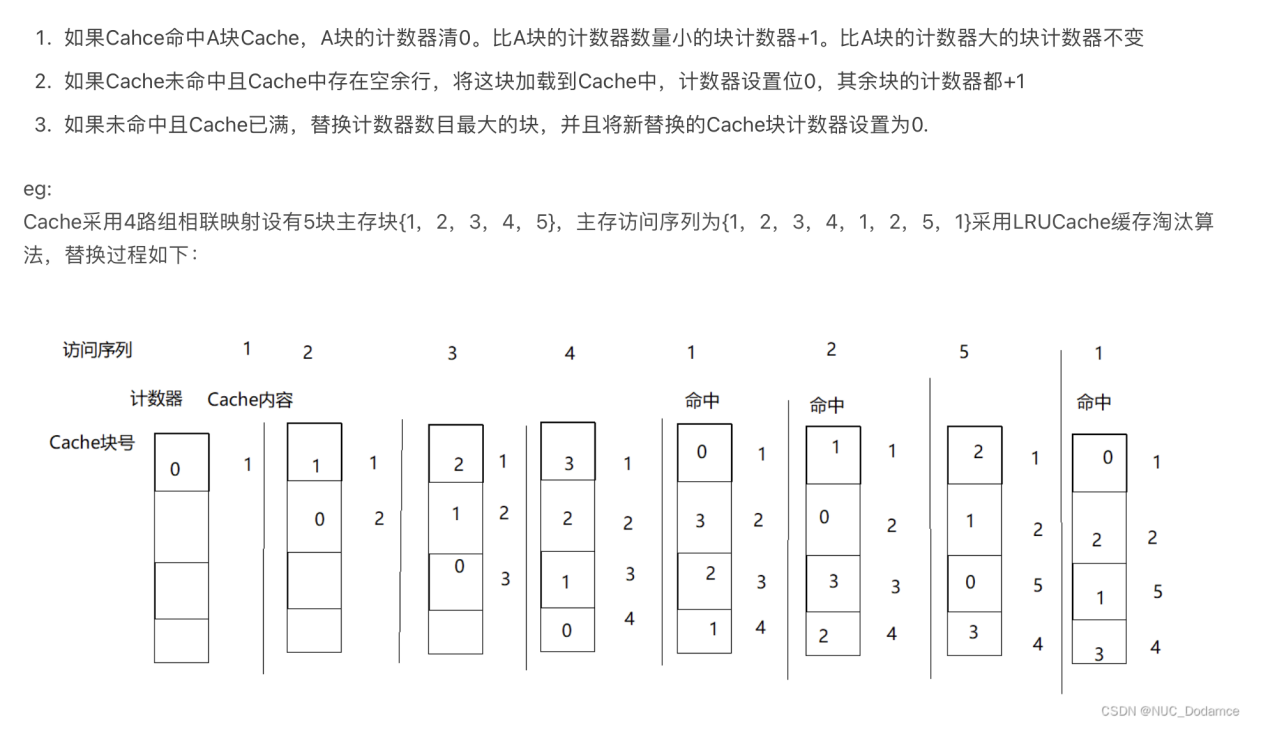 1. 如果Cahce命中A块Cache，A块的计数器清0。比A块的计数器数量小的块计数器+1。比A块的计数器大的块计数器不变
2. 如果Cache未命中且Cache中存在空余行，将这块加载到Cache中，计数器设置位0，其余块的计数器都+1
3. 如果未命中且Cache已满，替换计数器数目最大的块，并且将新替换的Cache块计数器设置为0.
eg:
Cache采用4路组相联映射设有5块主存块{1，2，3，4，5}，主存访问序列为{1，2，3，4，1，2，5，1}采用LRUCache缓存淘汰算
法，替换过程如下：
访问序列 1 2 3 4 1 2 5 1
计数器 Cache内容 命中 命中 命中
Cache块号
0 1 1 1 2 1 3 1 0 1 1 1 2 1 0 1
0 2 1 2 2 2 3 2 0 2 1 2 2 2
0 3 1 3 2 3 3 3 0 5 1 5
0 4 1 4 2 4 3 4 3 4
CSDN @NUC_Dodamce